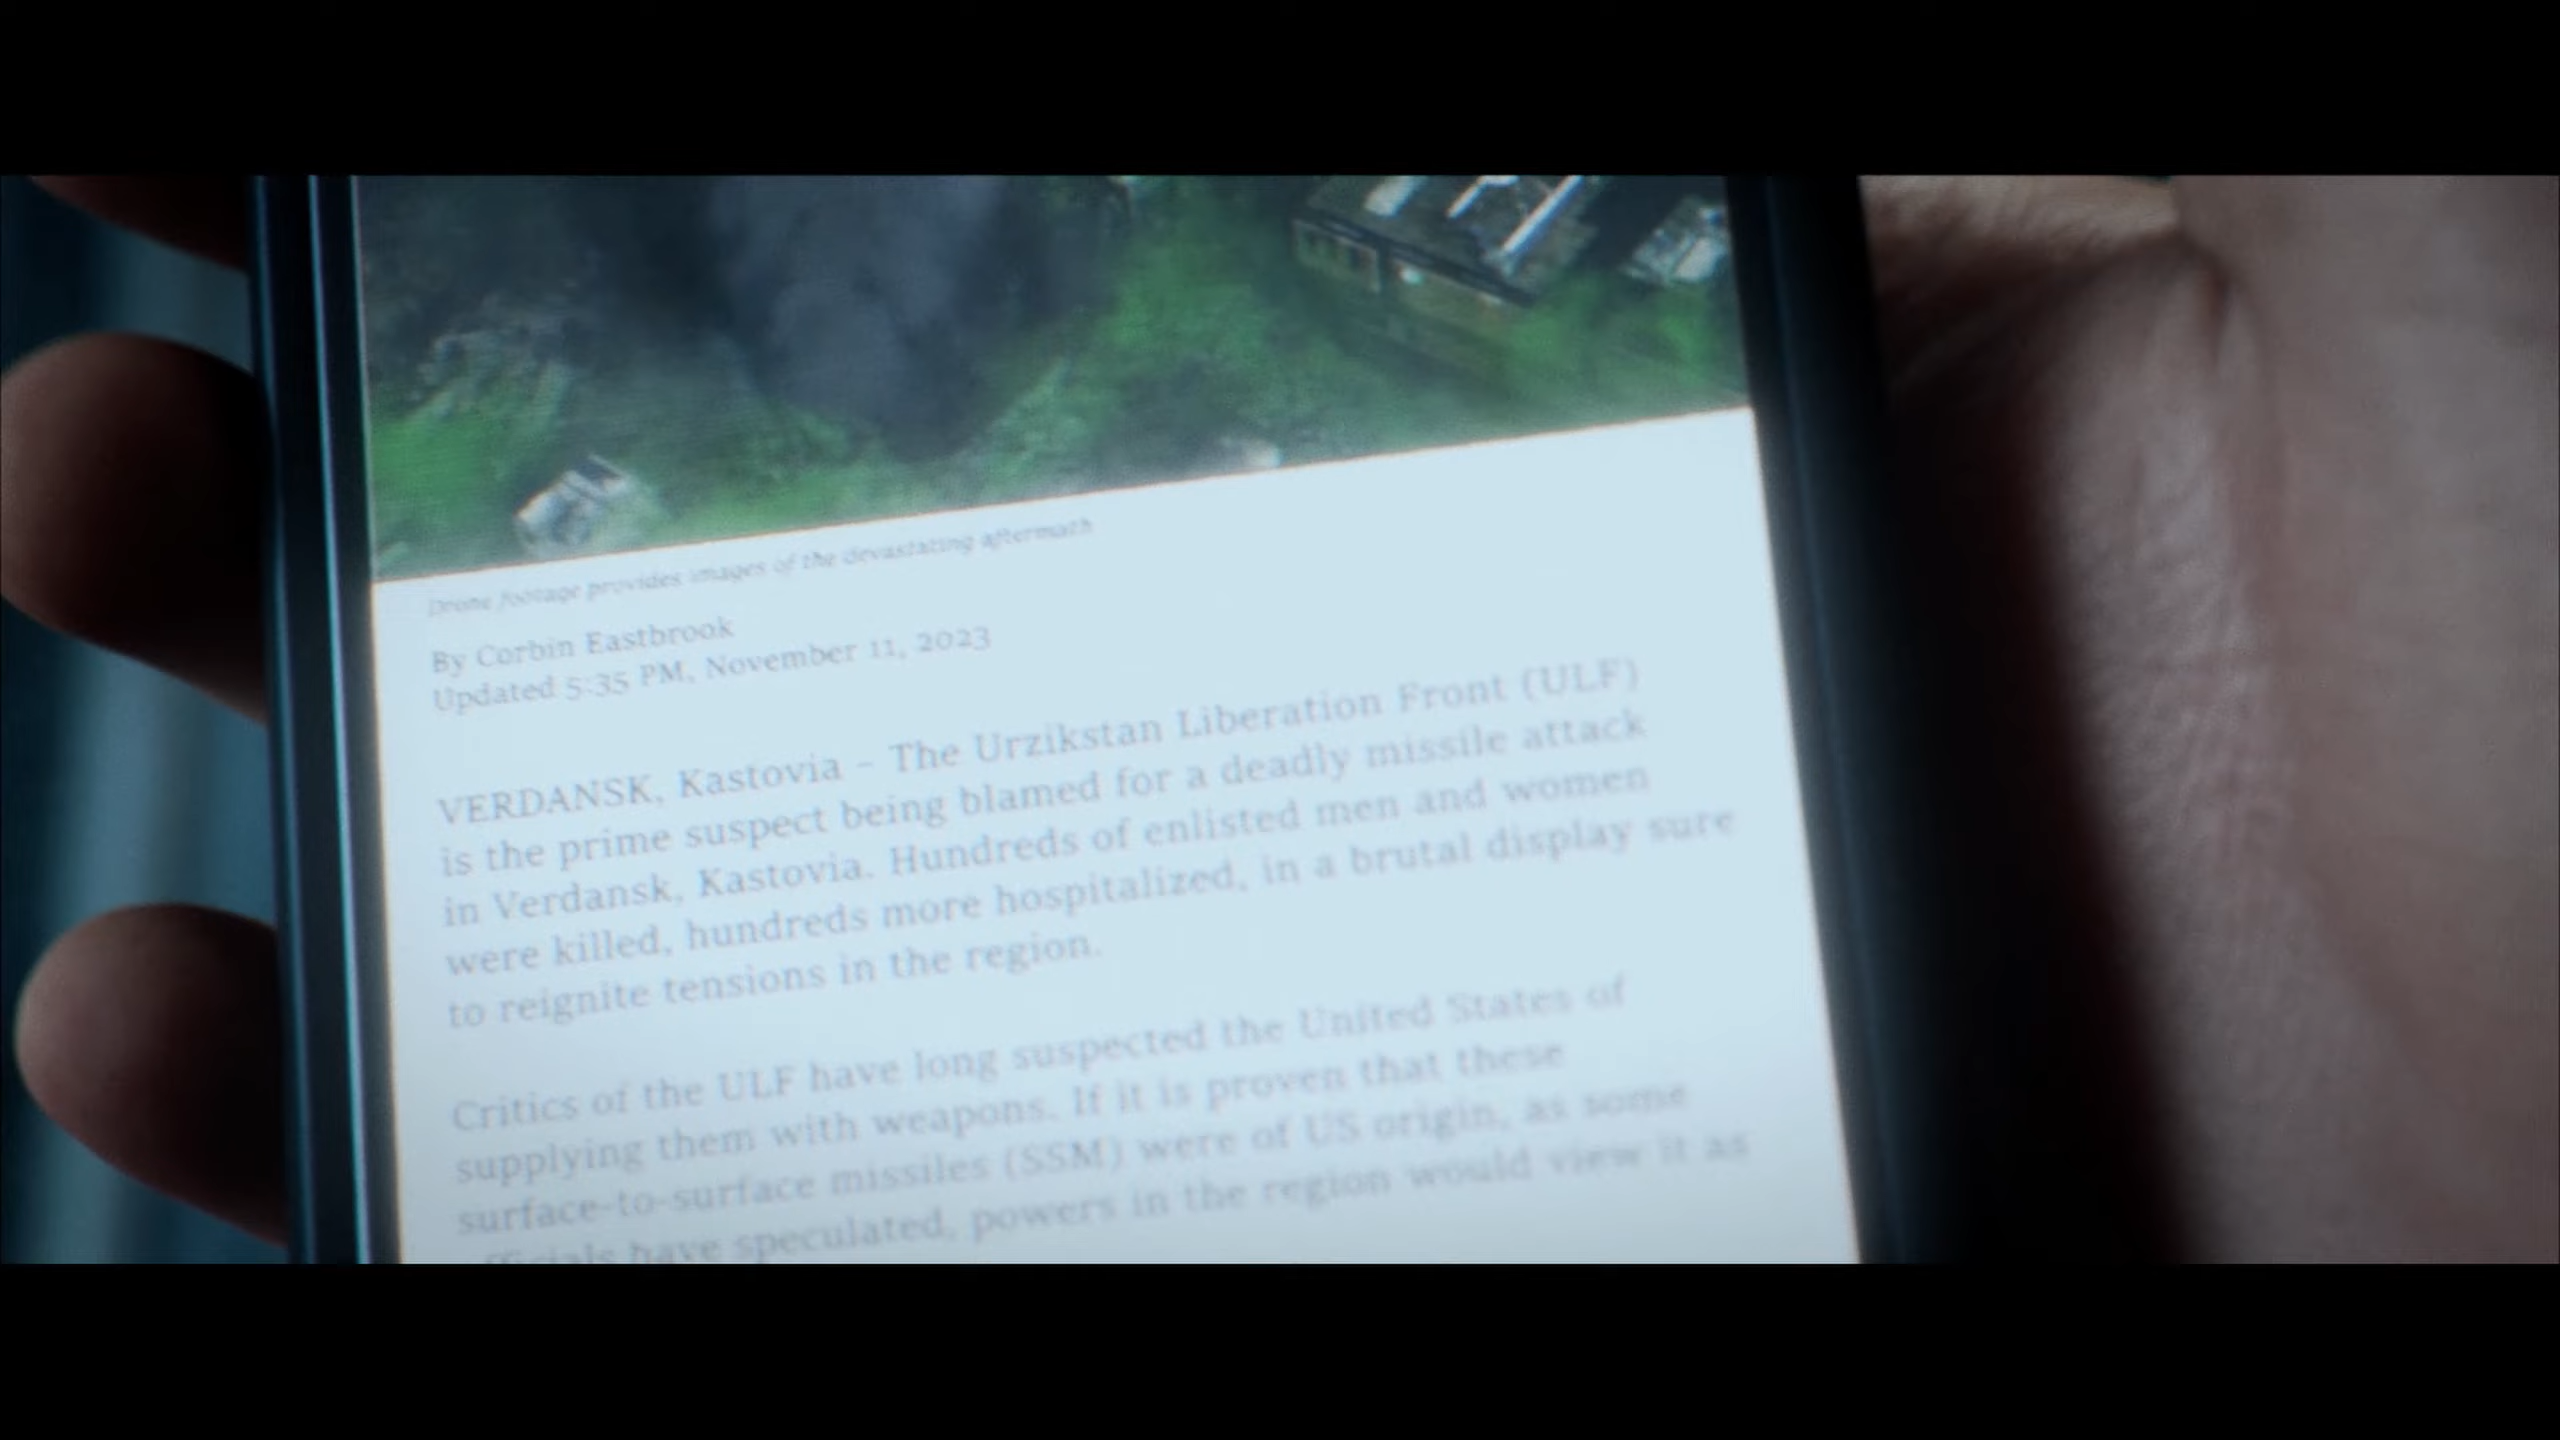 Drone footage provides images of the devastating aftermath
By Corbin Eastbrook
Updated 5:35 PM, November 11, 2023
VERDANSK, Kastovia – The Urzikstan Liberation Front (ULF)
is the prime suspect being blamed for a deadly missile attack
in Verdansk, Kastovia. Hundreds of enlisted men and women
were killed, hundreds more hospitalized, in a brutal display sure
to reignite tensions in the region.
Critics of the ULF have long suspected the United States of
supplying them with weapons. If it is proven that these
surface-to-surface missiles (SSM) were of US origin, as some
officials have speculated, powers in the region would view it as